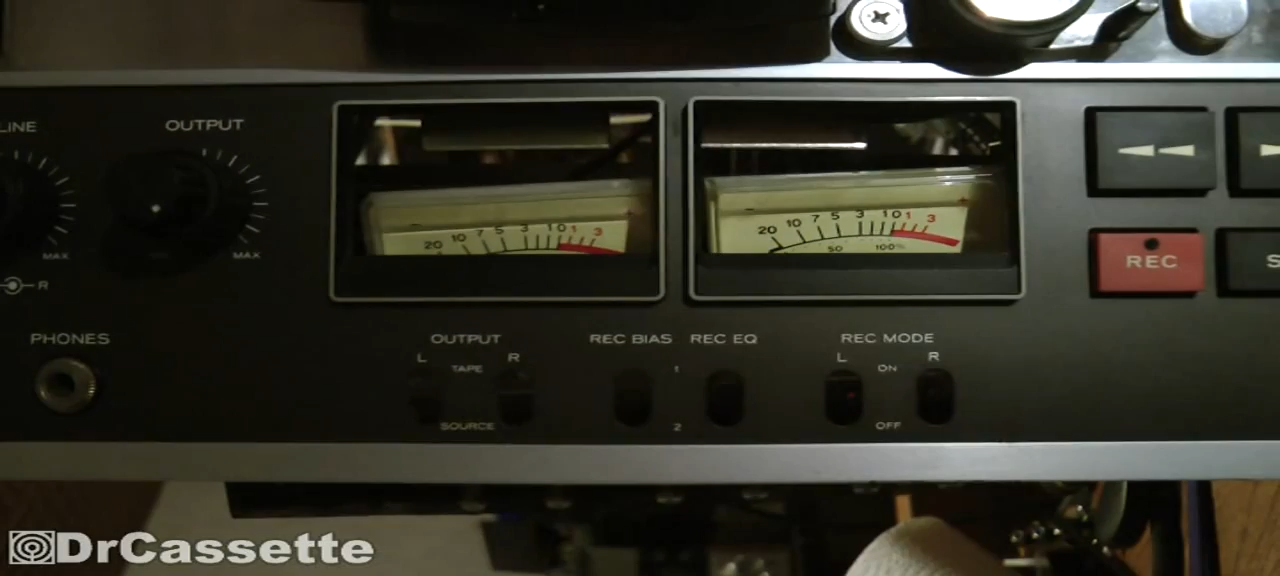 LINE
OUTPUT
MAX
MAX
R
PHONES
- +
20 10 7 5 3 1 0 1 3
- +
20 10 7 5 3 1 0 1 3
50 100%
REC
S
OUTPUT
L R
TAPE
SOURCE
REC BIAS REC EQ
1
2
REC MODE
L R
ON
OFF
DrCassette